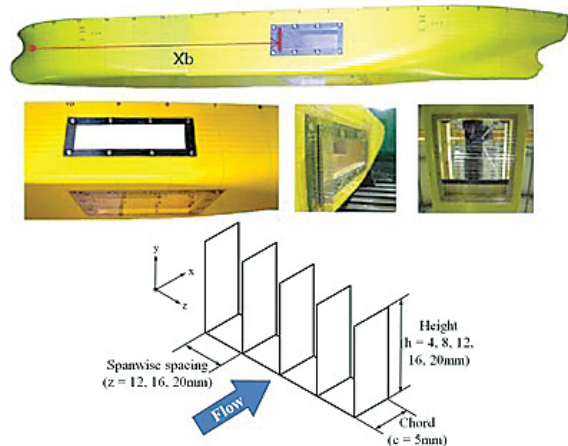 Xb
y
x
z
Height
(h = 4, 8, 12,
16, 20mm)
Spanwise spacing
(z = 12, 16, 20mm)
Flow
Chord
(c = 5mm)